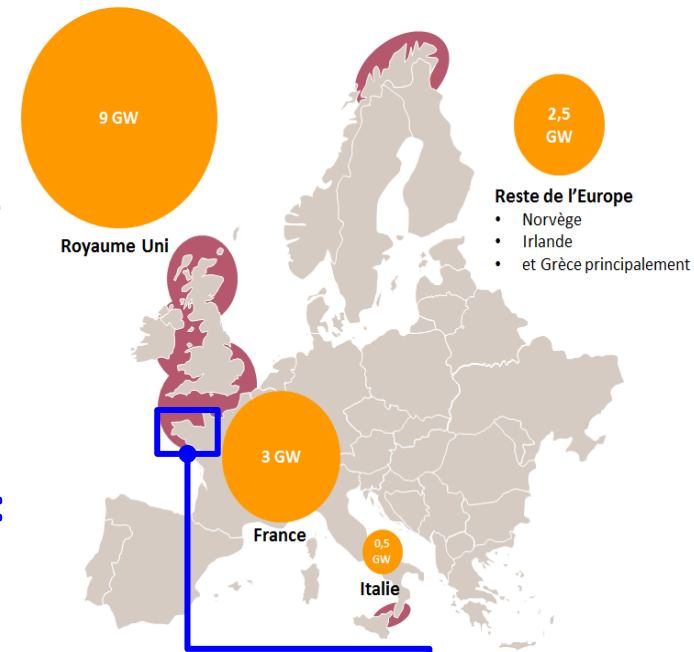 9 GW
Royaume Uni
2,5
GW
Reste de l'Europe
• Norvège
• Irlande
• et Grèce principalement
3 GW
France
0,5
GW
Italie